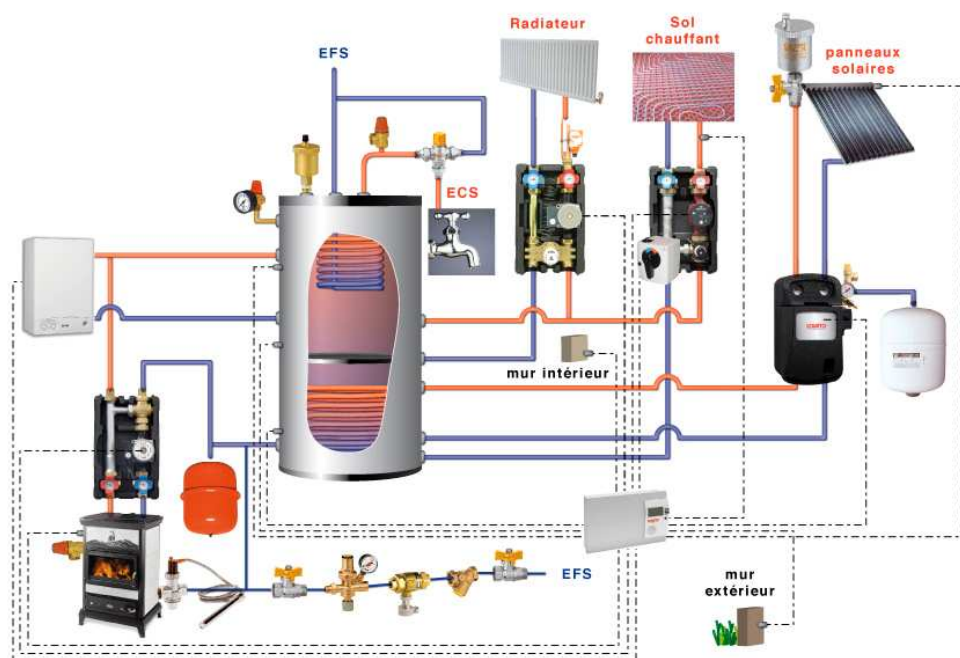 Radiateur
Sol
chauffant
panneaux
solaires
EFS
ECS
mur intérieur
EFS
mur
extérieur